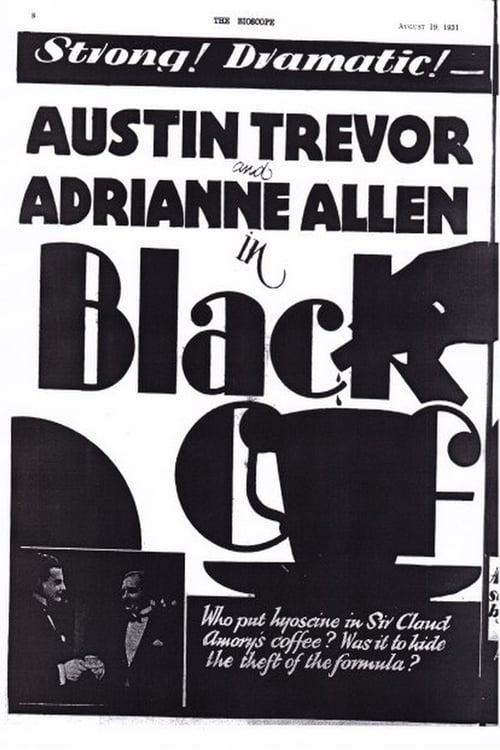 8 THE BIOSCOPE AUGUST 19, 1931
Strong! Dramatic!—
AUSTIN TREVOR
and
ADRIANNE ALLEN
in
Black
Cof
Who put hyoscine in Sir Claud
Amory's coffee? Was it to hide
the theft of the formula?